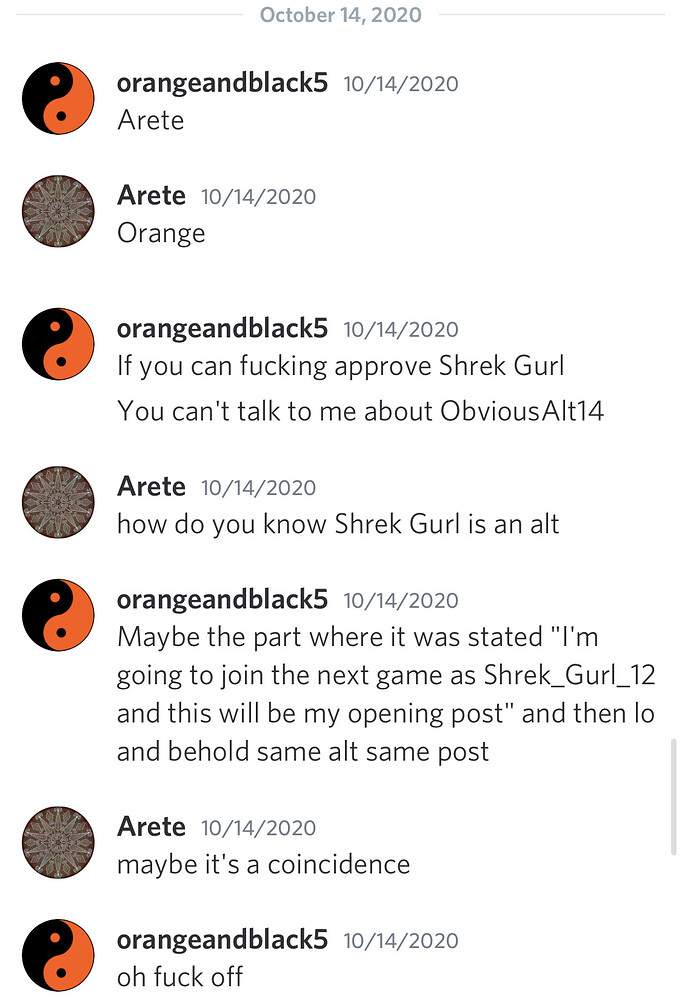 October 14, 2020
orangeandblack5 10/14/2020
Arete
Arete 10/14/2020
Orange
orangeandblack5 10/14/2020
If you can fucking approve Shrek Gurl
You can't talk to me about ObviousAlt14
Arete 10/14/2020
how do you know Shrek Gurl is an alt
orangeandblack5 10/14/2020
Maybe the part where it was stated "I'm
going to join the next game as Shrek_Gurl_12
and this will be my opening post" and then lo
and behold same alt same post
Arete 10/14/2020
maybe it's a coincidence
orangeandblack5 10/14/2020
oh fuck off